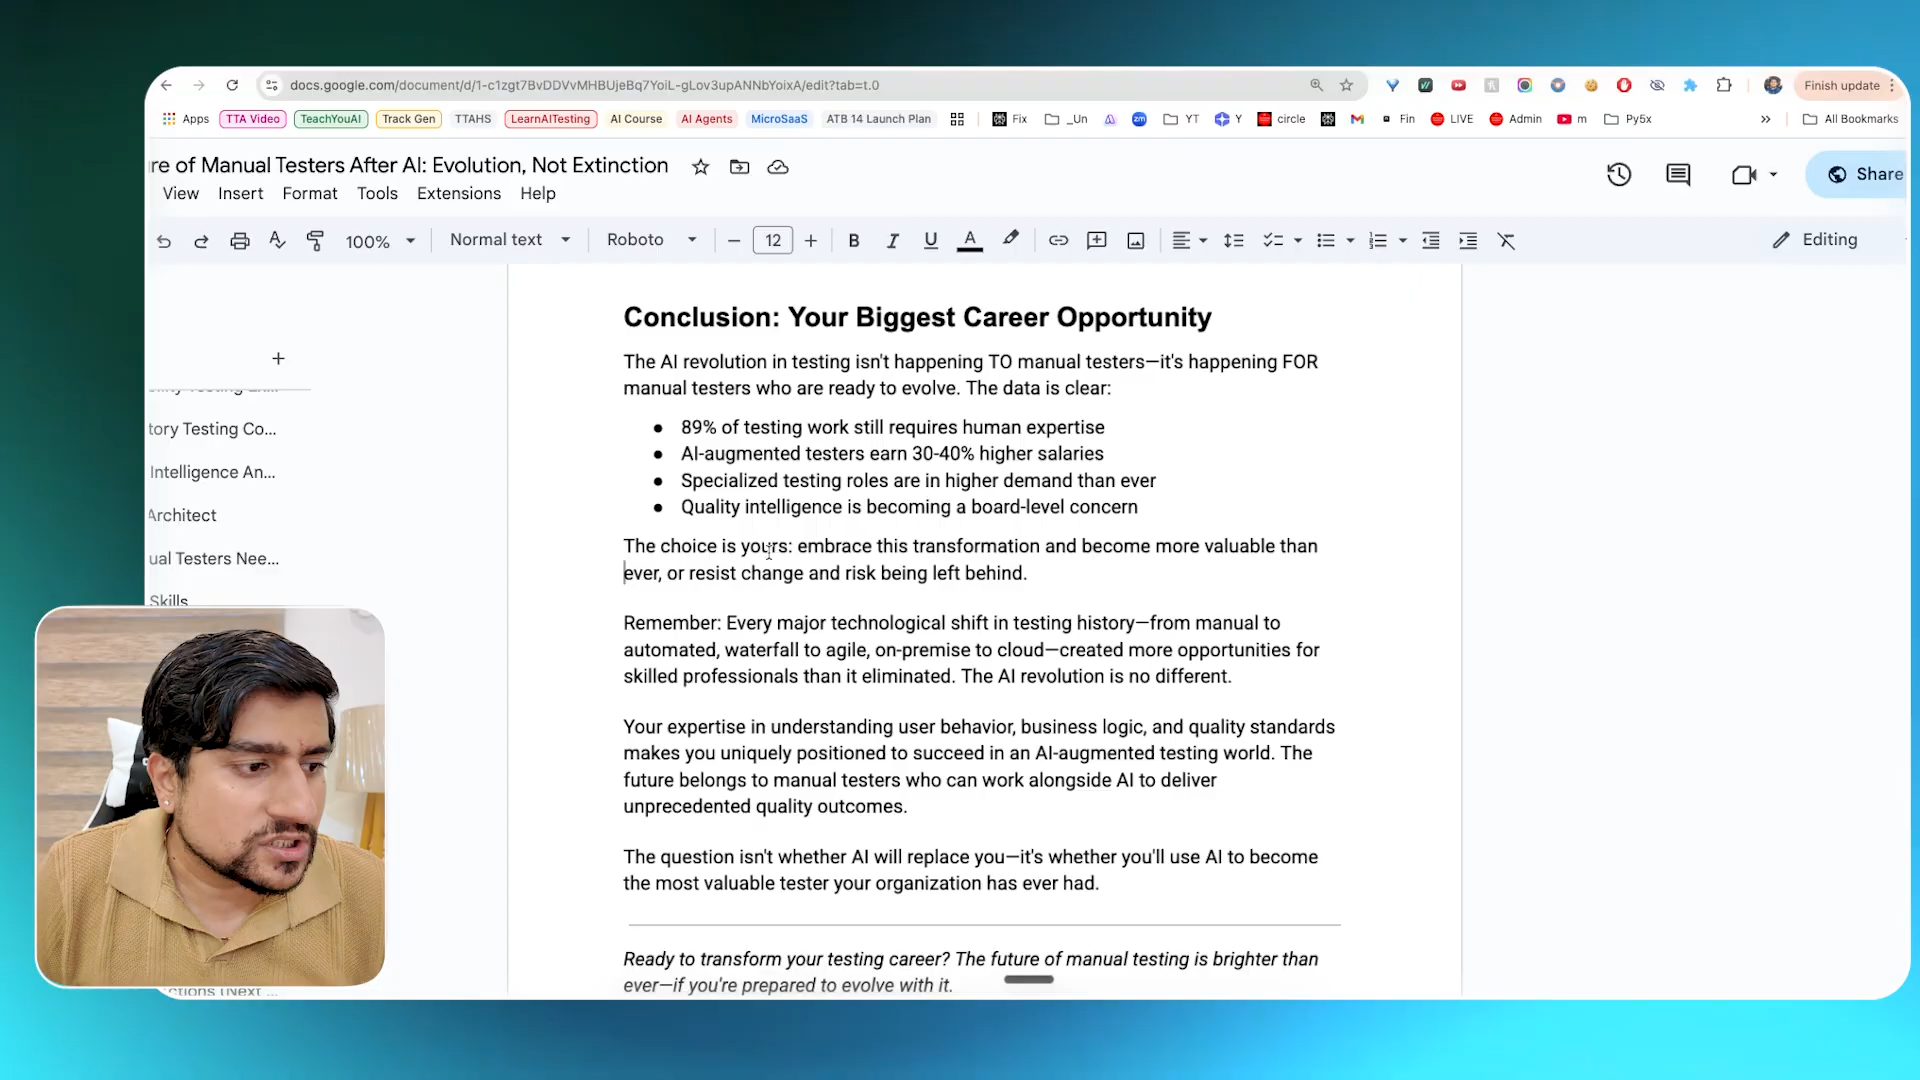 docs.google.com/document/d/1-c1zgt7BvDDVvMHBUjeBq7YoiL-gLov3upANNbYoixA/edit?tab=t.0
Finish update
Apps TTA Video TeachYouAI Track Gen TTAHS LearnAITesting AI Course AI Agents MicroSaaS ATB 14 Launch Plan Fix _Un YT Y circle Fin LIVE Admin m Py5x » All Bookmarks
re of Manual Testers After AI: Evolution, Not Extinction
Share
View Insert Format Tools Extensions Help
100% Normal text Roboto 12 Editing
tory Testing Co...
Intelligence An...
Architect
ual Testers Nee...
Skills
Conclusion: Your Biggest Career Opportunity
The AI revolution in testing isn't happening TO manual testers—it's happening FOR
manual testers who are ready to evolve. The data is clear:
● 89% of testing work still requires human expertise
● AI-augmented testers earn 30-40% higher salaries
● Specialized testing roles are in higher demand than ever
● Quality intelligence is becoming a board-level concern
The choice is yours: embrace this transformation and become more valuable than
ever, or resist change and risk being left behind.
Remember: Every major technological shift in testing history—from manual to
automated, waterfall to agile, on-premise to cloud—created more opportunities for
skilled professionals than it eliminated. The AI revolution is no different.
Your expertise in understanding user behavior, business logic, and quality standards
makes you uniquely positioned to succeed in an AI-augmented testing world. The
future belongs to manual testers who can work alongside AI to deliver
unprecedented quality outcomes.
The question isn't whether AI will replace you—it's whether you'll use AI to become
the most valuable tester your organization has ever had.
Ready to transform your testing career? The future of manual testing is brighter than
ever—if you're prepared to evolve with it.